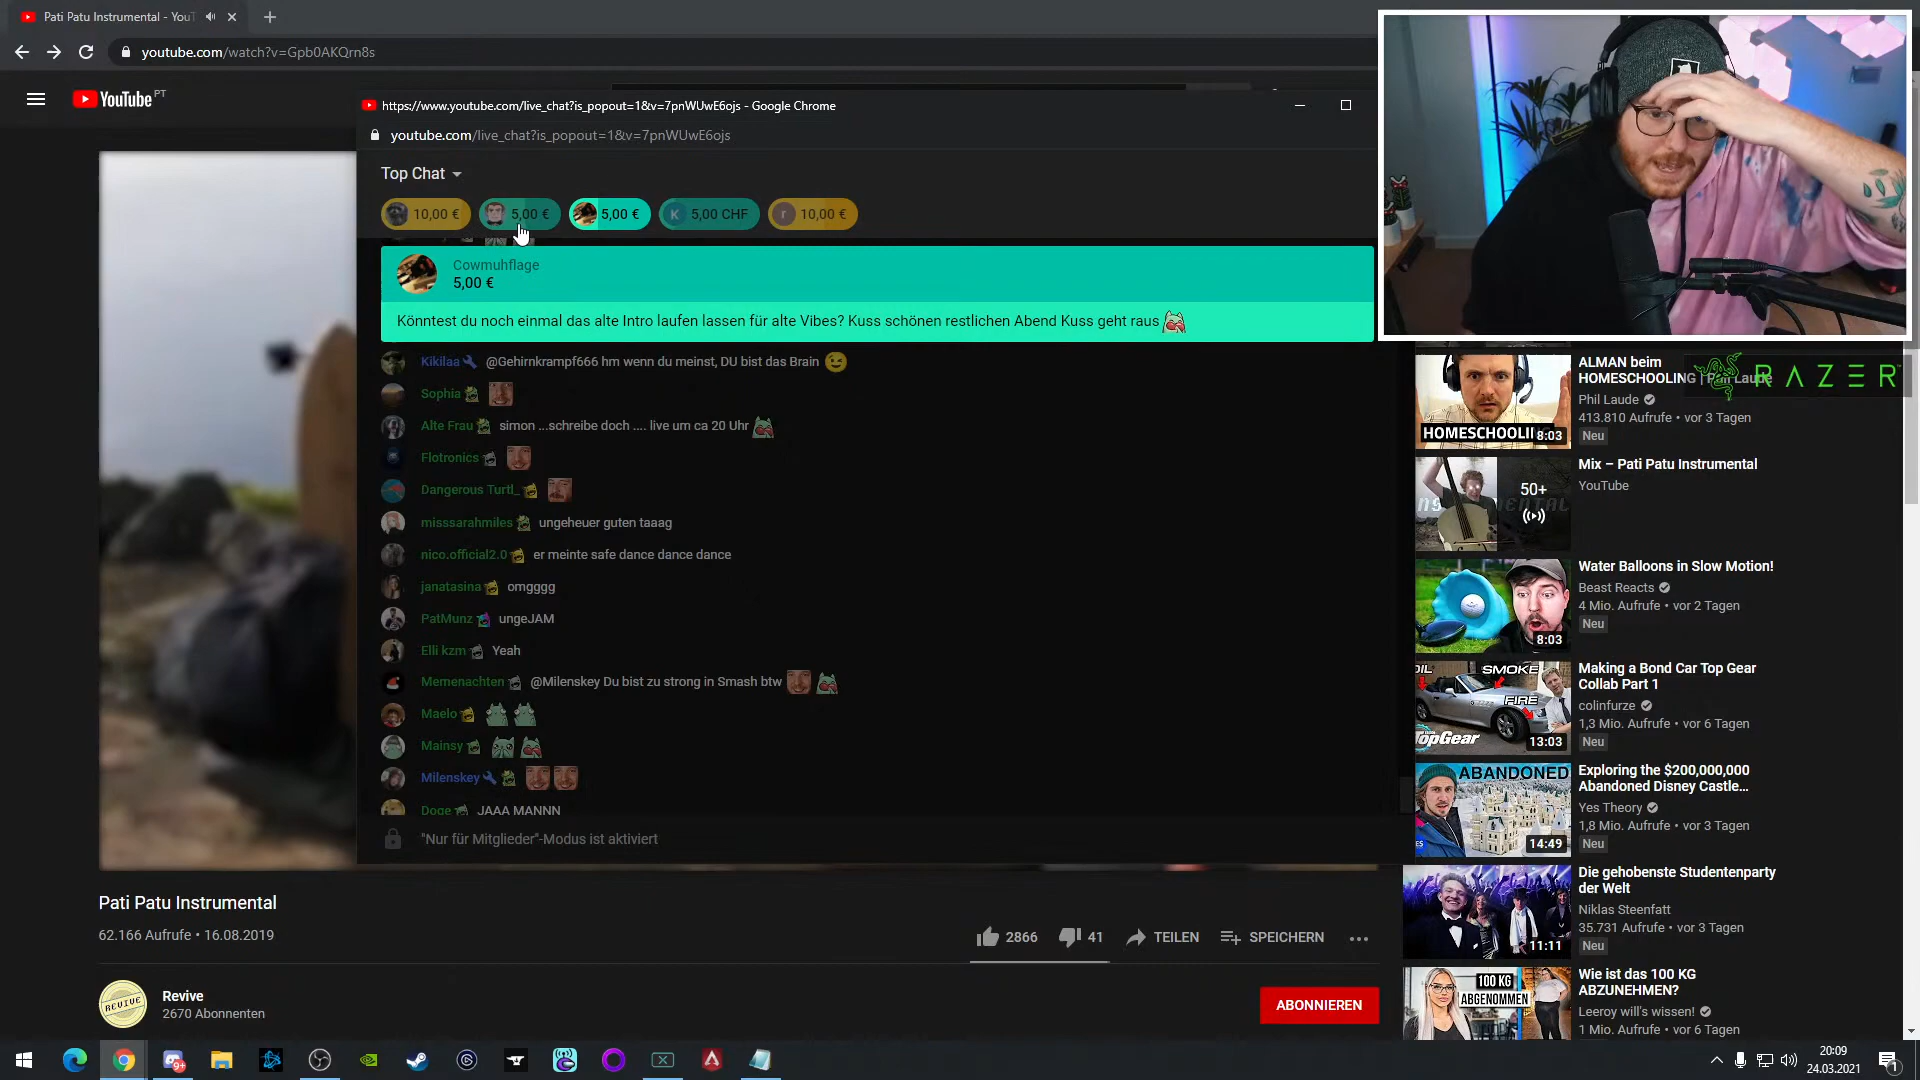 Pati Patu Instrumental - YouT
youtube.com/watch?v=Gpb0AKQrn8s
YouTube PT
https://www.youtube.com/live_chat?is_popout=1&v=7pnWUwE6ojs - Google Chrome
youtube.com/live_chat?is_popout=1&v=7pnWUwE6ojs
Top Chat
10,00 € 5,00 € 5,00 € K 5,00 CHF r 10,00 €
Cowmuhflage
5,00 €
Könntest du noch einmal das alte Intro laufen lassen für alte Vibes? Kuss schönen restlichen Abend Kuss geht raus
Kikilaa @Gehirnkrampf666 hm wenn du meinst, DU bist das Brain
Sophia
Alte Frau simon ...schreibe doch .... live um ca 20 Uhr
Flotronics
Dangerous Turtl_
misssarahmiles ungeheuer guten taaag
nico.official2.0 er meinte safe dance dance dance
janatasina omgggg
PatMunz ungeJAM
Elli kzm Yeah
Memenachten @Milenskey Du bist zu strong in Smash btw
Maelo
Mainsy
Milenskey
Doge JAAA MANNN
"Nur für Mitglieder"-Modus ist aktiviert
Pati Patu Instrumental
62.166 Aufrufe • 16.08.2019
2866 41 TEILEN SPEICHERN
REVIVE
Revive
2670 Abonnenten
ABONNIEREN
RAZER
ALMAN beim
HOMESCHOOLING | Phil Laude
Phil Laude
413.810 Aufrufe • vor 3 Tagen
Neu
HOMESCHOOLI
8:03
Mix – Pati Patu Instrumental
YouTube
50+
Water Balloons in Slow Motion!
Beast Reacts
4 Mio. Aufrufe • vor 2 Tagen
Neu
8:03
Making a Bond Car Top Gear
Collab Part 1
colinfurze
1,3 Mio. Aufrufe • vor 6 Tagen
Neu
OIL SMOKE
FIRE
TopGear
13:03
Exploring the $200,000,000
Abandoned Disney Castle...
Yes Theory
1,8 Mio. Aufrufe • vor 3 Tagen
Neu
ABANDONED
14:49
Die gehobenste Studentenparty
der Welt
Niklas Steenfatt
35.731 Aufrufe • vor 3 Tagen
Neu
11:11
Wie ist das 100 KG
ABZUNEHMEN?
Leeroy will's wissen!
1 Mio. Aufrufe • vor 6 Tagen
100 KG
ABGENOMMEN
9+
20:09
24.03.2021
1